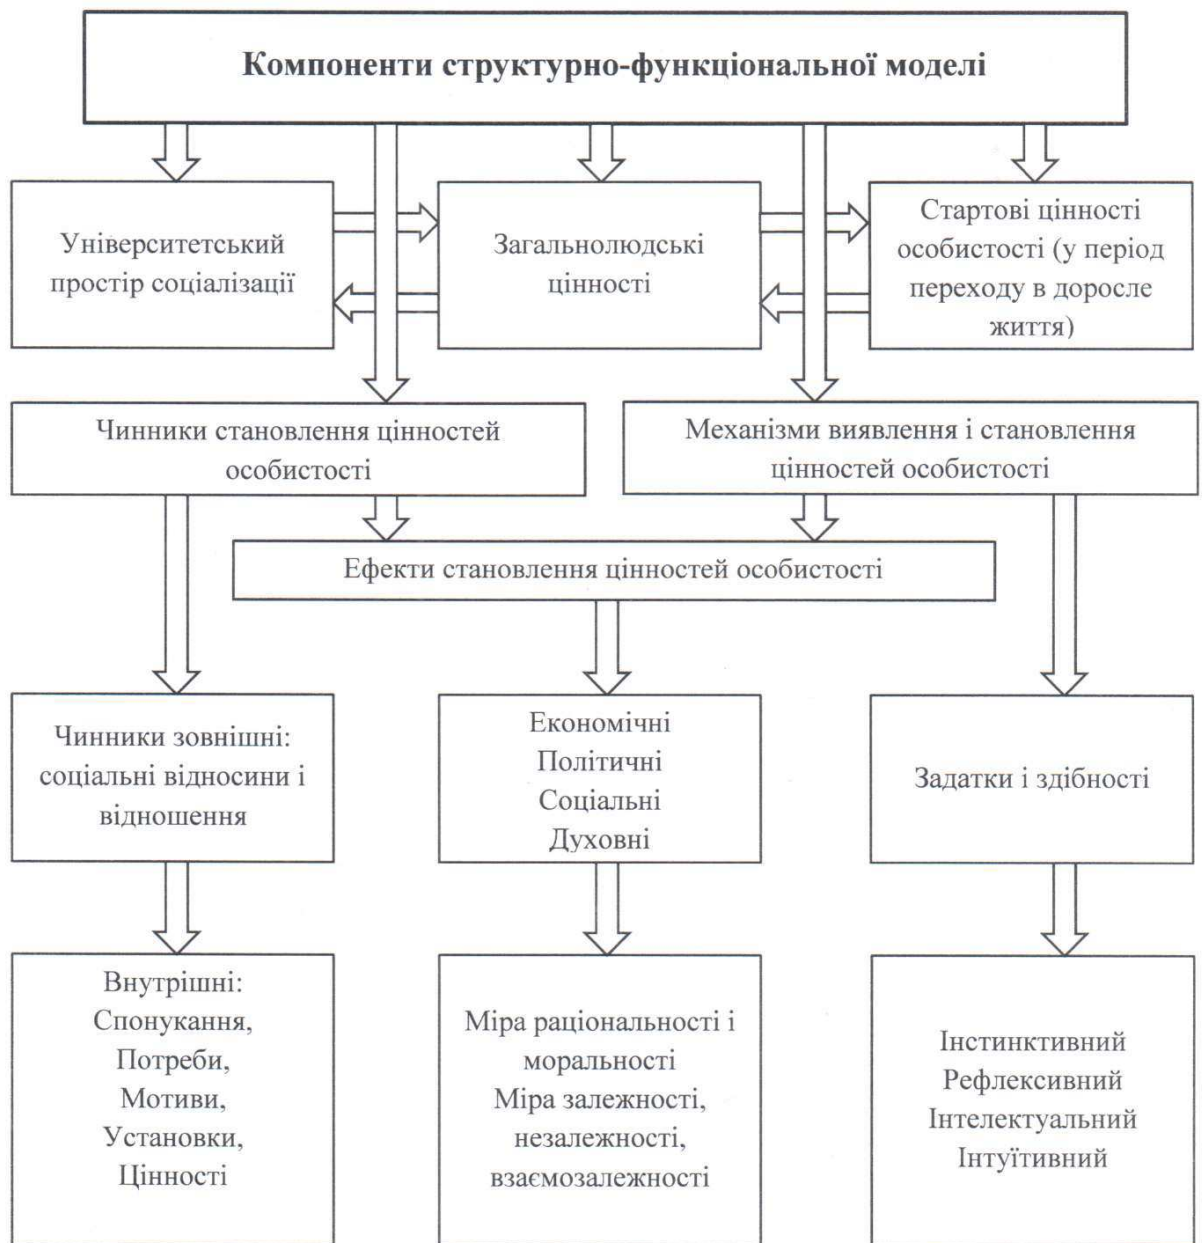 Компоненти структурно-функціональної моделі
Університетський
простір соціалізації
Загальнолюдські
цінності
Стартові цінності
особистості (у період
переходу в доросле
життя)
Чинники становлення цінностей
особистості
Механізми виявлення і становлення
цінностей особистості
Ефекти становлення цінностей особистості
Чинники зовнішні:
соціальні відносини і
відношення
Економічні
Політичні
Соціальні
Духовні
Задатки і здібності
Внутрішні:
Спонукання,
Потреби,
Мотиви,
Установки,
Цінності
Міра раціональності і
моральності
Міра залежності,
незалежності,
взаємозалежності
Інстинктивний
Рефлексивний
Інтелектуальний
Інтуїтивний